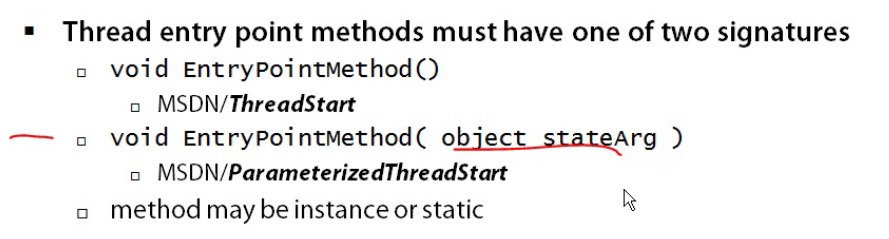 Thread entry point methods must have one of two signatures
void EntryPointMethod()
MSDN/ThreadStart
void EntryPointMethod( object stateArg )
MSDN/ParameterizedThreadStart
method may be instance or static